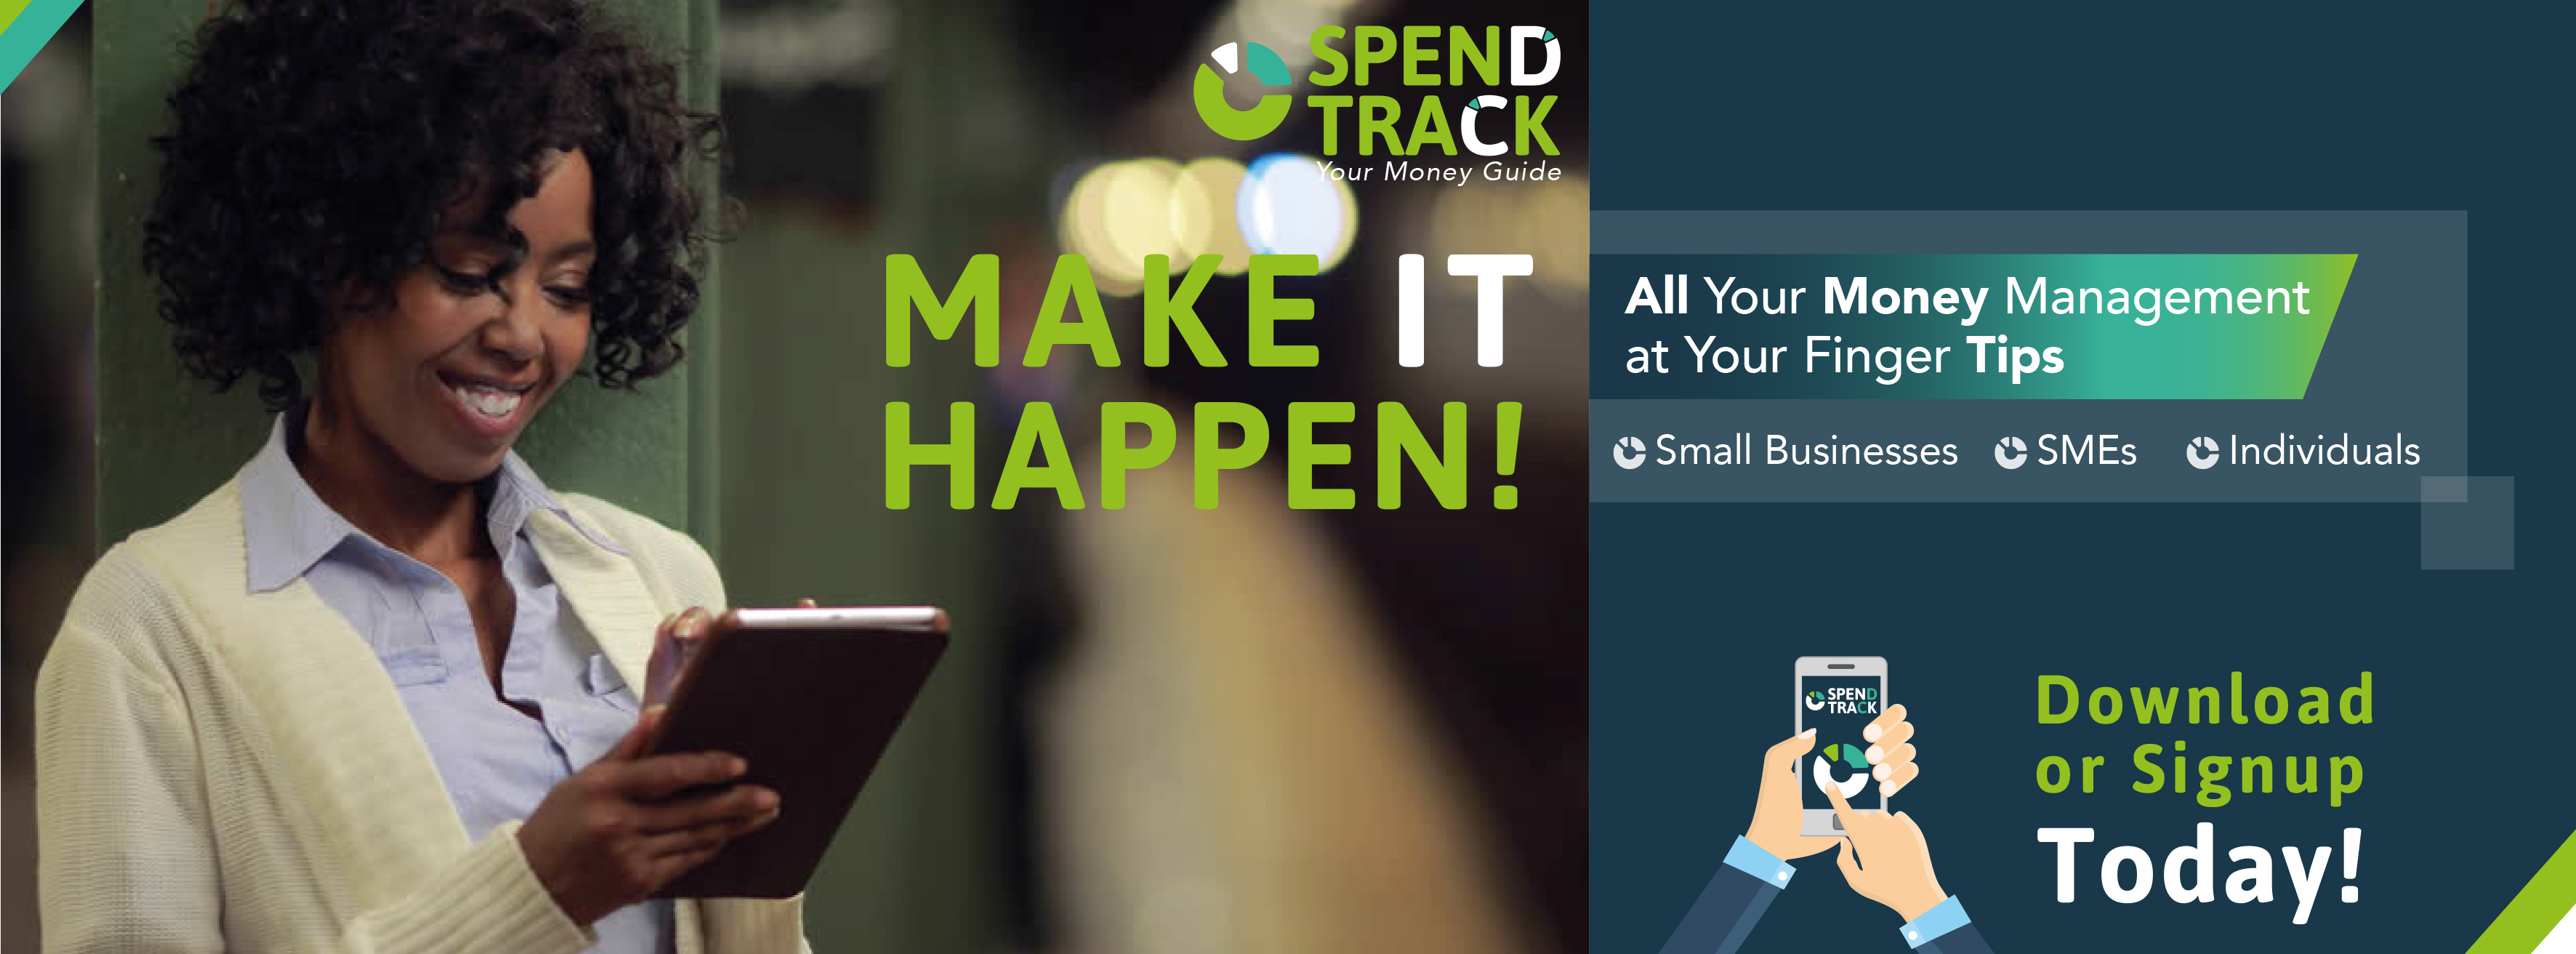 SPEND
TRACK
Your Money Guide
MAKE IT
HAPPEN!
All Your Money Management
at Your Finger Tips
Small Businesses SMEs Individuals
SPEND
TRACK
Download
or Signup
Today!